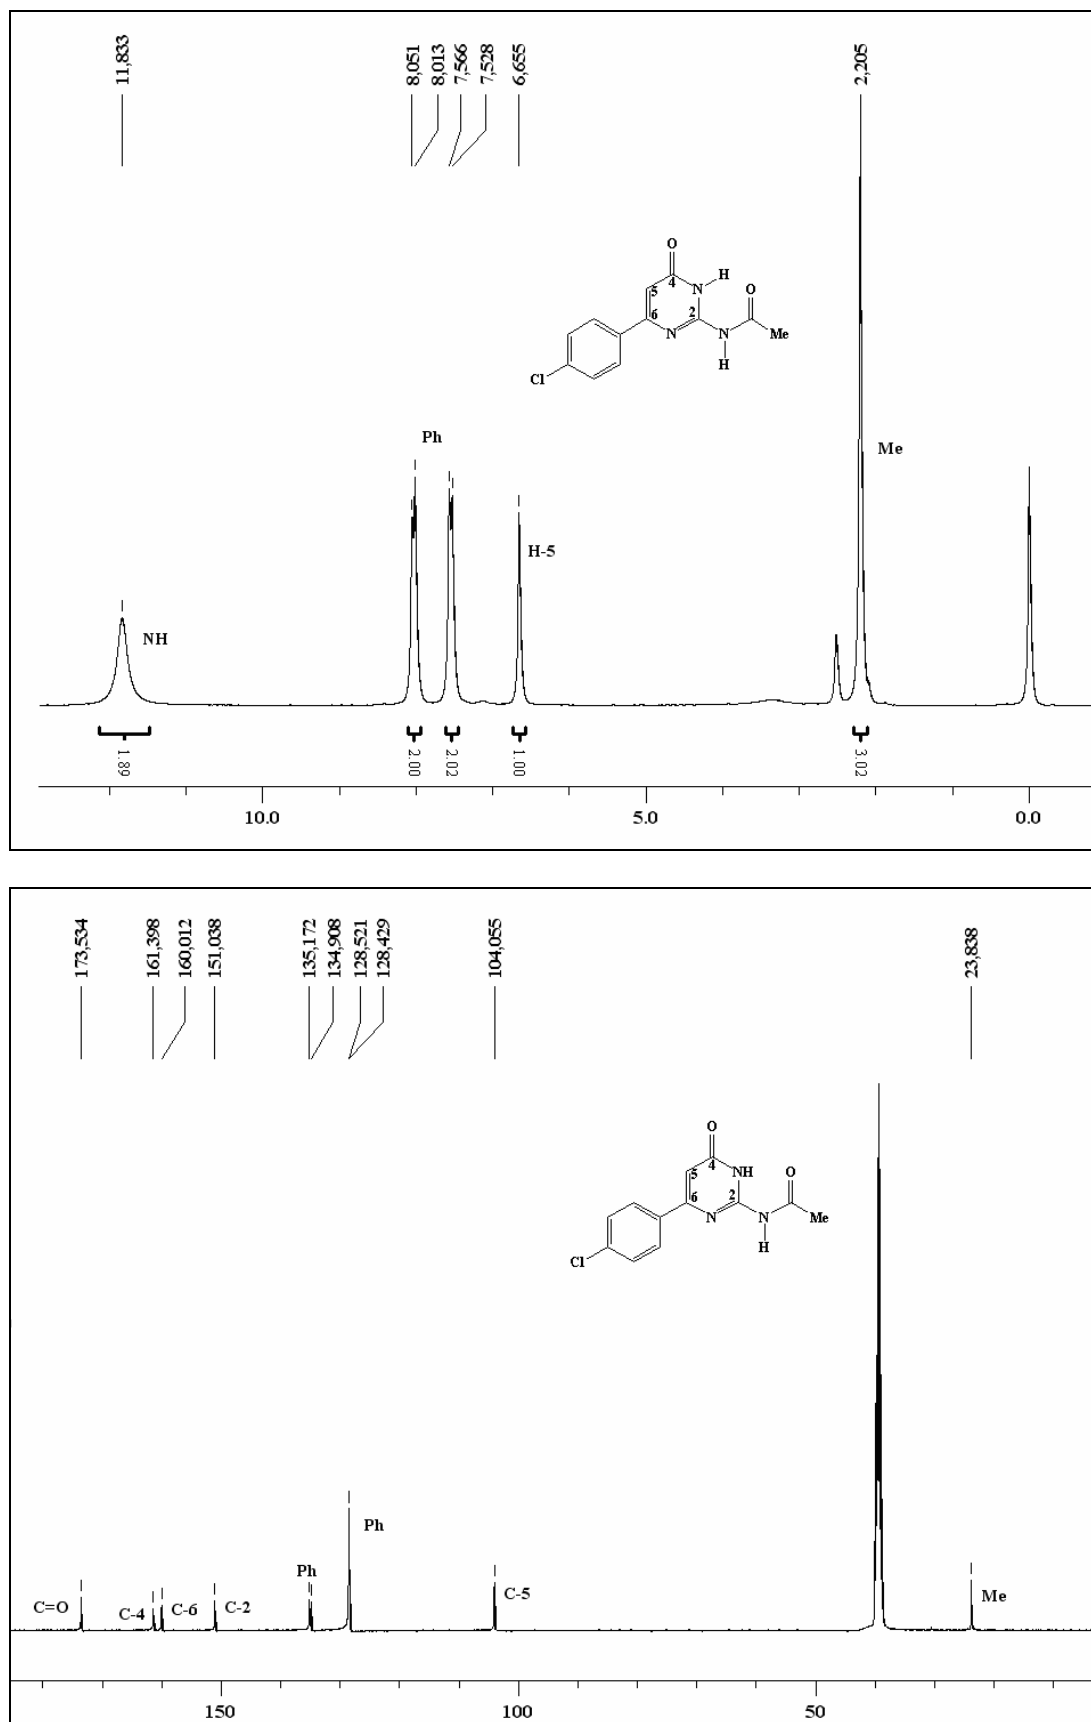 11,833
8,051
8,013
7,566
7,528
6,655
2,205
O
4
N
H
5
O
6
N
2
N
Me
H
Cl
Ph
Me
H-5
NH
1.89
2.00
2.02
1.00
3.02
10.0
5.0
0.0
173,534
161,398
160,012
151,038
135,172
134,908
128,521
128,429
104,055
23,838
O
4
5
NH
O
6
2
N
N
Me
H
Cl
Ph
Ph
C=O
C-4
C-6
C-2
C-5
Me
150
100
50